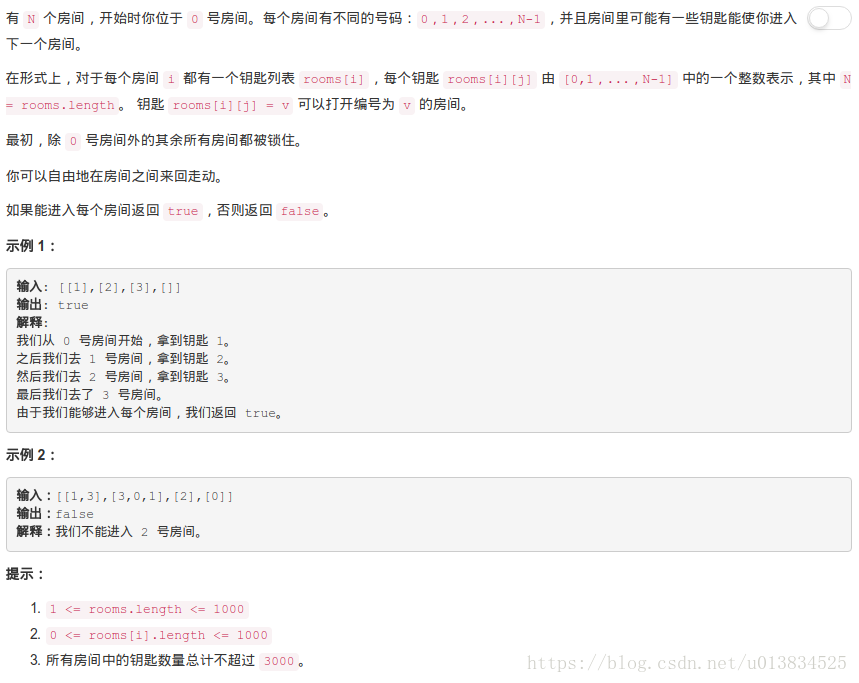 有 N 个房间，开始时你位于 0 号房间。每个房间有不同的号码：0,1,2,...,N-1，并且房间里可能有一些钥匙能使你进入
下一个房间。
在形式上，对于每个房间 i 都有一个钥匙列表 rooms[i]，每个钥匙 rooms[i][j] 由 [0,1,...,N-1] 中的一个整数表示，其中 N
= rooms.length。 钥匙 rooms[i][j] = v 可以打开编号为 v 的房间。
最初，除 0 号房间外的其余所有房间都被锁住。
你可以自由地在房间之间来回走动。
如果能进入每个房间返回 true，否则返回 false。
示例 1：
输入: [[1],[2],[3],[]]
输出: true
解释:
我们从 0 号房间开始，拿到钥匙 1。
之后我们去 1 号房间，拿到钥匙 2。
然后我们去 2 号房间，拿到钥匙 3。
最后我们去了 3 号房间。
由于我们能够进入每个房间，我们返回 true。
示例 2：
输入：[[1,3],[3,0,1],[2],[0]]
输出：false
解释：我们不能进入 2 号房间。
提示：
1. 1 <= rooms.length <= 1000
2. 0 <= rooms[i].length <= 1000
3. 所有房间中的钥匙数量总计不超过 3000。
https://blog.csdn.net/u013834525